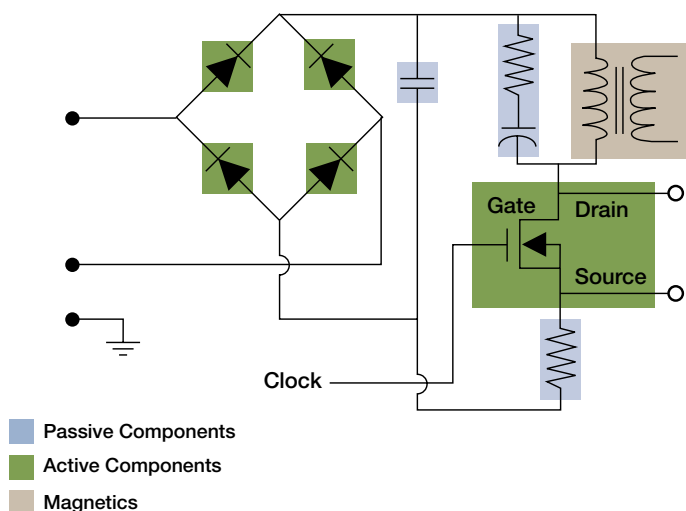 Gate
Drain
Source
Clock
Passive Components
Active Components
Magnetics